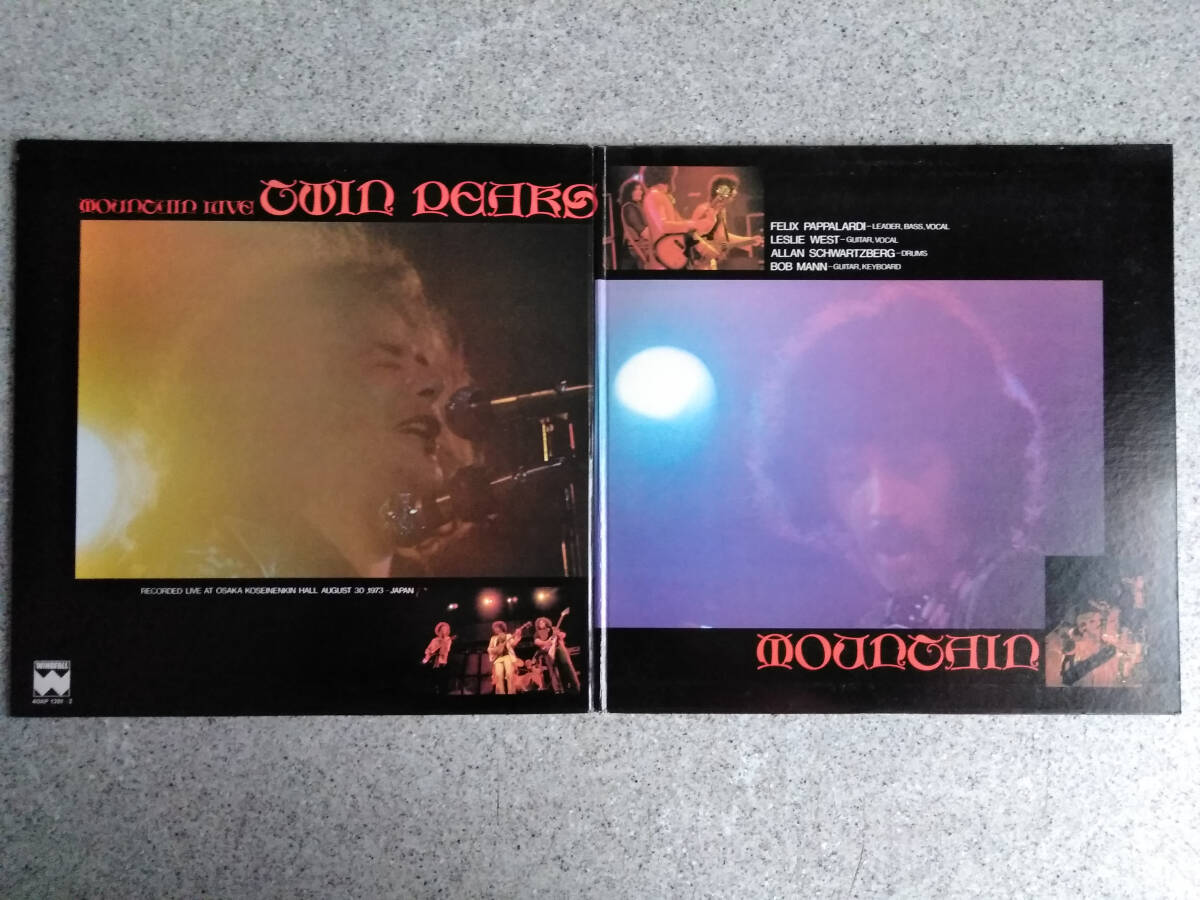 MOUNTAIN LIVE TWIN PEAKS
RECORDED LIVE AT OSAKA KOSEINENKIN HALL AUGUST 30 ,1973 - JAPAN
WINDFALL
FELIX PAPPALARDI – LEADER, BASS, VOCAL
LESLIE WEST – GUITAR, VOCAL
ALLAN SCHWARTZBERG – DRUMS
BOB MANN – GUITAR, KEYBOARD
MOUNTAIN